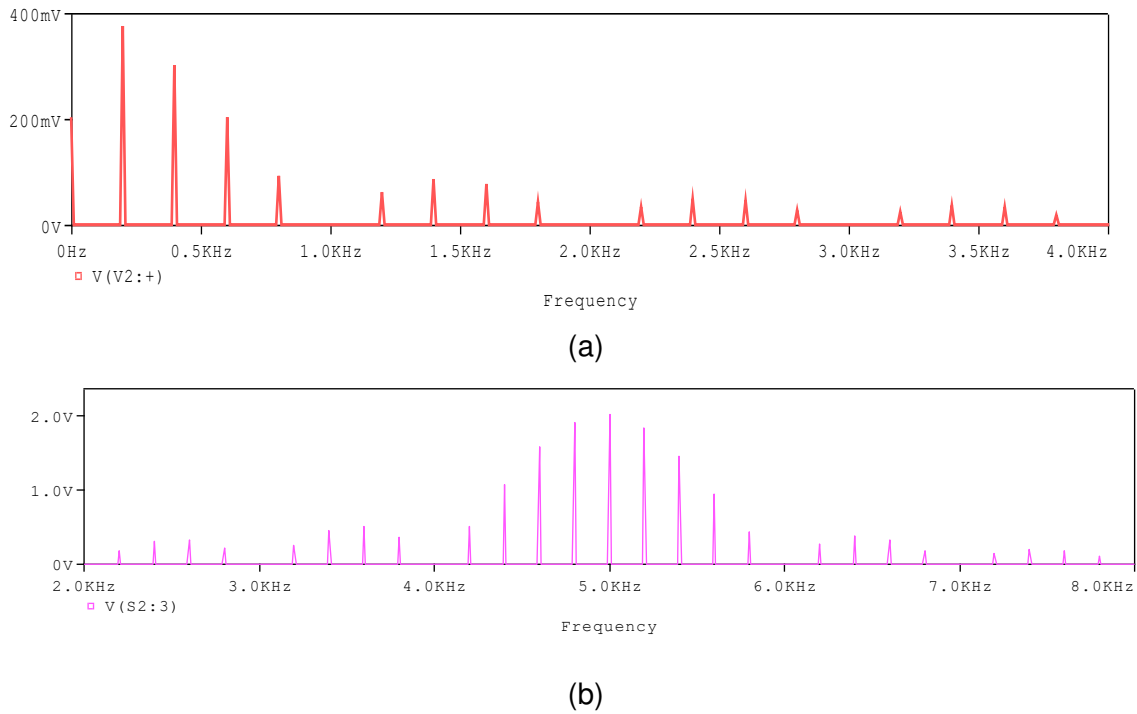 400mV
200mV
0V
0Hz 0.5KHz 1.0KHz 1.5KHz 2.0KHz 2.5KHz 3.0KHz 3.5KHz 4.0KHz
V(V2:+)
Frequency
(a)
2.0V
1.0V
0V
2.0KHz 3.0KHz 4.0KHz 5.0KHz 6.0KHz 7.0KHz 8.0KHz
V(S2:3)
Frequency
(b)